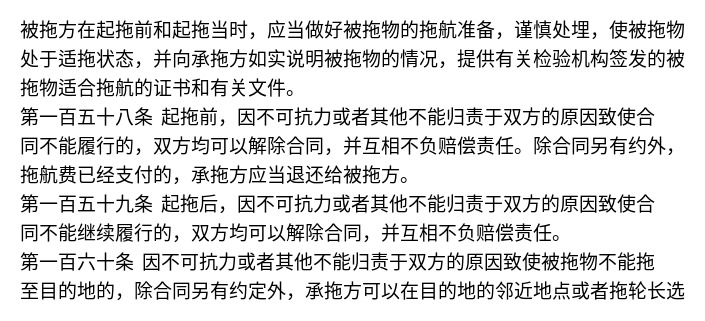 被拖方在起拖前和起拖当时，应当做好被拖物的拖航准备，谨慎处理，使被拖物
处于适拖状态，并向承拖方如实说明被拖物的情况，提供有关检验机构签发的被
拖物适合拖航的证书和有关文件。
第一百五十八条 起拖前，因不可抗力或者其他不能归责于双方的原因致使合
同不能履行的，双方均可以解除合同，并互相不负赔偿责任。除合同另有约外，
拖航费已经支付的，承拖方应当退还给被拖方。
第一百五十九条 起拖后，因不可抗力或者其他不能归责于双方的原因致使合
同不能继续履行的，双方均可以解除合同，并互相不负赔偿责任。
第一百六十条 因不可抗力或者其他不能归责于双方的原因致使被拖物不能拖
至目的地的，除合同另有约定外，承拖方可以在目的地的邻近地点或者拖轮长选